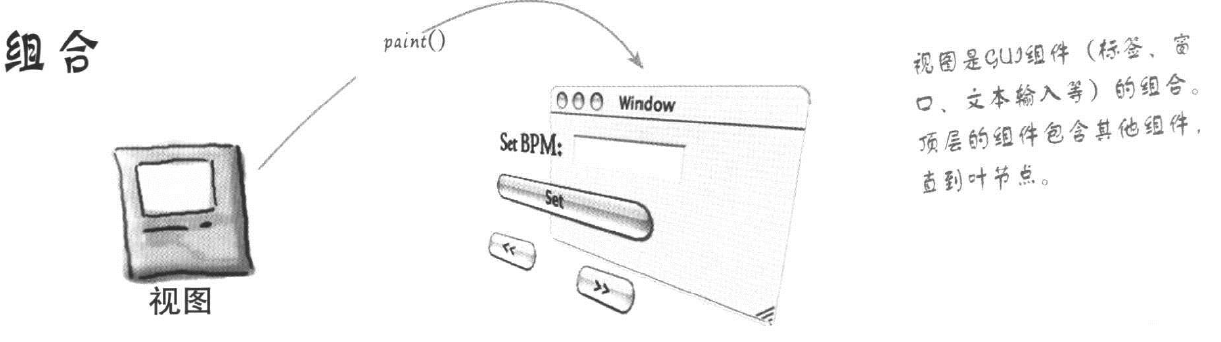 组合
paint()
Window
Set BPM:
Set
<<
>>
视图
视图是GUI组件（标签、窗
口、文本输入等）的组合。
顶层的组件包含其他组件，
直到叶节点。